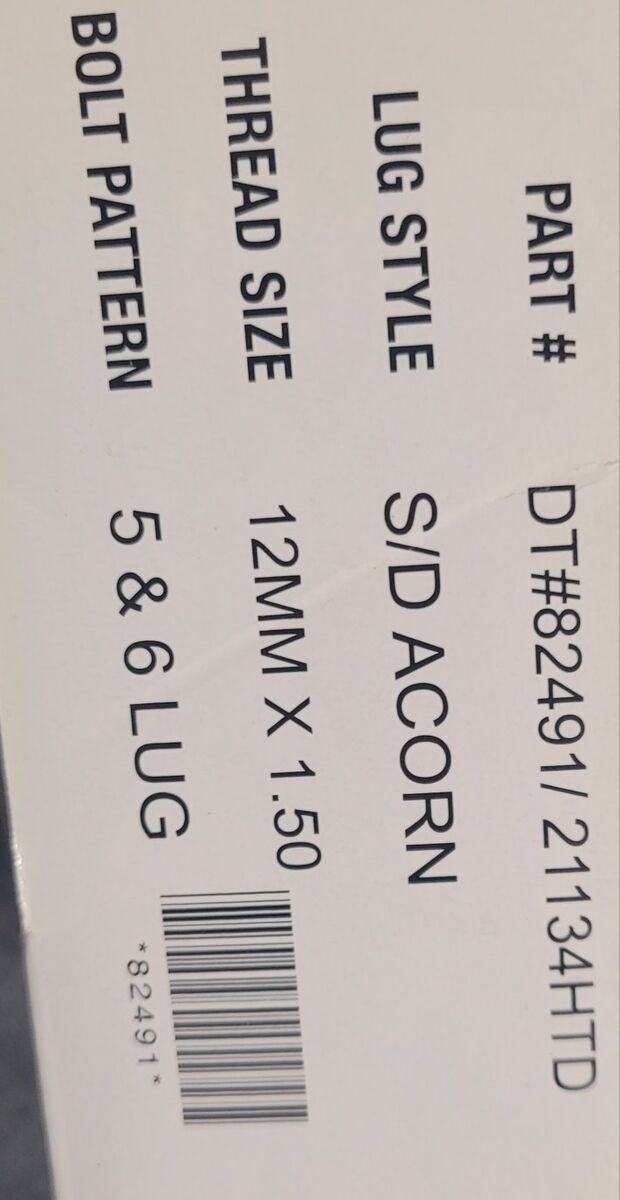 PART # DT#82491/ 21134HTD
LUG STYLE S/D ACORN
THREAD SIZE 12MM X 1.50
BOLT PATTERN 5 & 6 LUG
*82491*